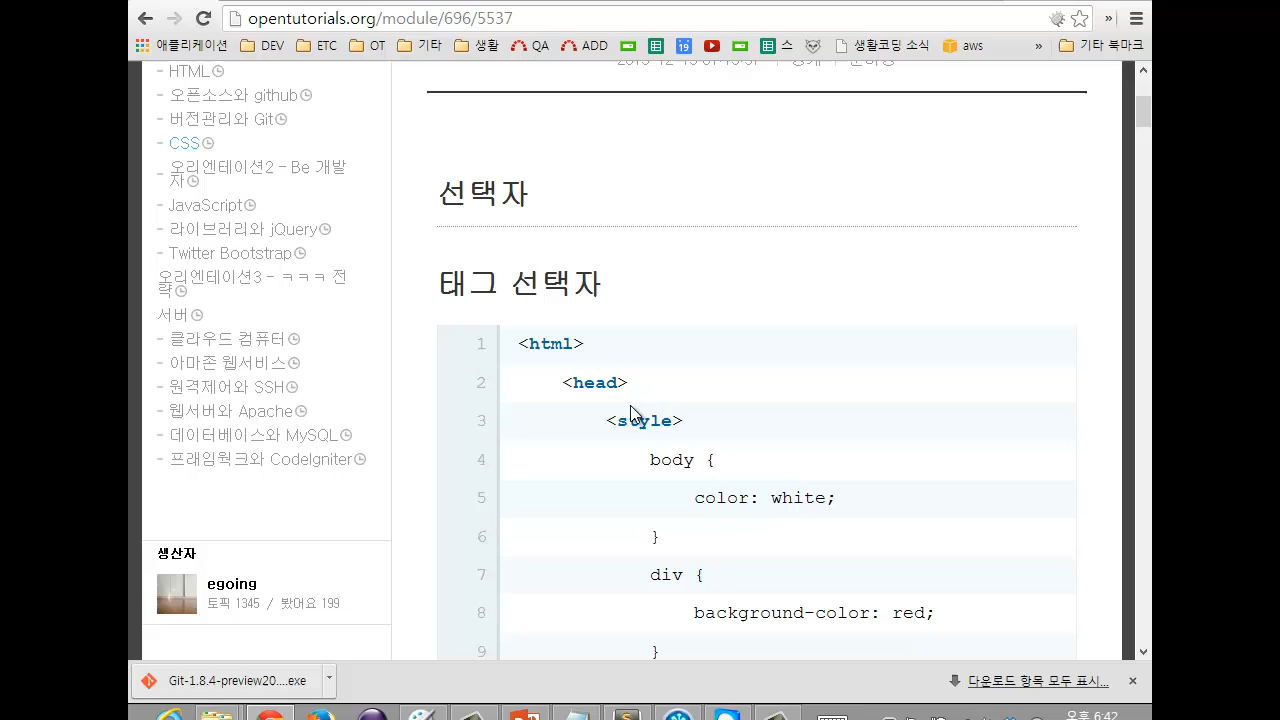 opentutorials.org/module/696/5537
애플리케이션 DEV ETC OT 기타 생활 QA ADD 19 스 생활코딩 소식 aws » 기타 북마크
- HTML
- 오픈소스와 github
- 버전관리와 Git
- CSS
- 오리엔테이션2 - Be 개발
자
- JavaScript
- 라이브러리와 jQuery
- Twitter Bootstrap
오리엔테이션3 - ㅋㅋㅋ 전
략
서버
- 클라우드 컴퓨터
- 아마존 웹서비스
- 원격제어와 SSH
- 웹서버와 Apache
- 데이터베이스와 MySQL
- 프래임웍크와 CodeIgniter
생산자
egoing
토픽 1345 / 봤어요 199
선택자
태그 선택자
1 <html>
2 <head>
3 <style>
4 body {
5 color: white;
6 }
7 div {
8 background-color: red;
9 }
Git-1.8.4-preview20....exe
다운로드 항목 모두 표시...
오후 6:42